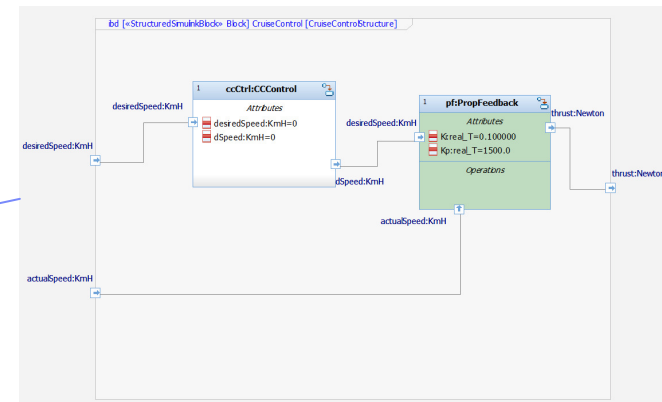 ibd [«StructuredSimulinkBlock» Block] CruiseControl [CruiseControlStructure]
1 ccCtrl:CCControl
Attributes
desiredSpeed:KmH=0
dSpeed:KmH=0
1 pf:PropFeedback
Attributes
Ki:real_T=0.100000
Kp:real_T=1500.0
Operations
desiredSpeed:KmH
desiredSpeed:KmH
desiredSpeed:KmH
thrust:Newton
thrust:Newton
dSpeed:KmH
actualSpeed:KmH
actualSpeed:KmH